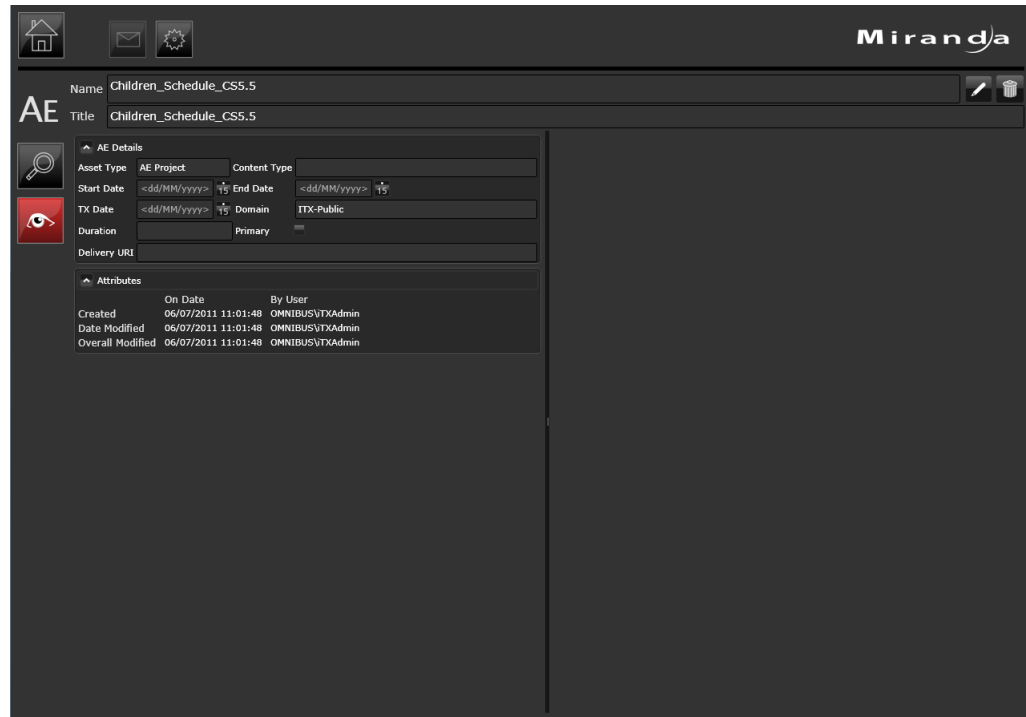 Miranda
Name Children_Schedule_CS5.5
AE
Title Children_Schedule_CS5.5
AE Details
Asset Type AE Project Content Type
Start Date <dd/MM/yyyy> 15 End Date <dd/MM/yyyy> 15
TX Date <dd/MM/yyyy> 15 Domain ITX-Public
Duration Primary
Delivery URI
Attributes
On Date By User
Created 06/07/2011 11:01:48 OMNIBUS\iTXAdmin
Date Modified 06/07/2011 11:01:48 OMNIBUS\iTXAdmin
Overall Modified 06/07/2011 11:01:48 OMNIBUS\iTXAdmin